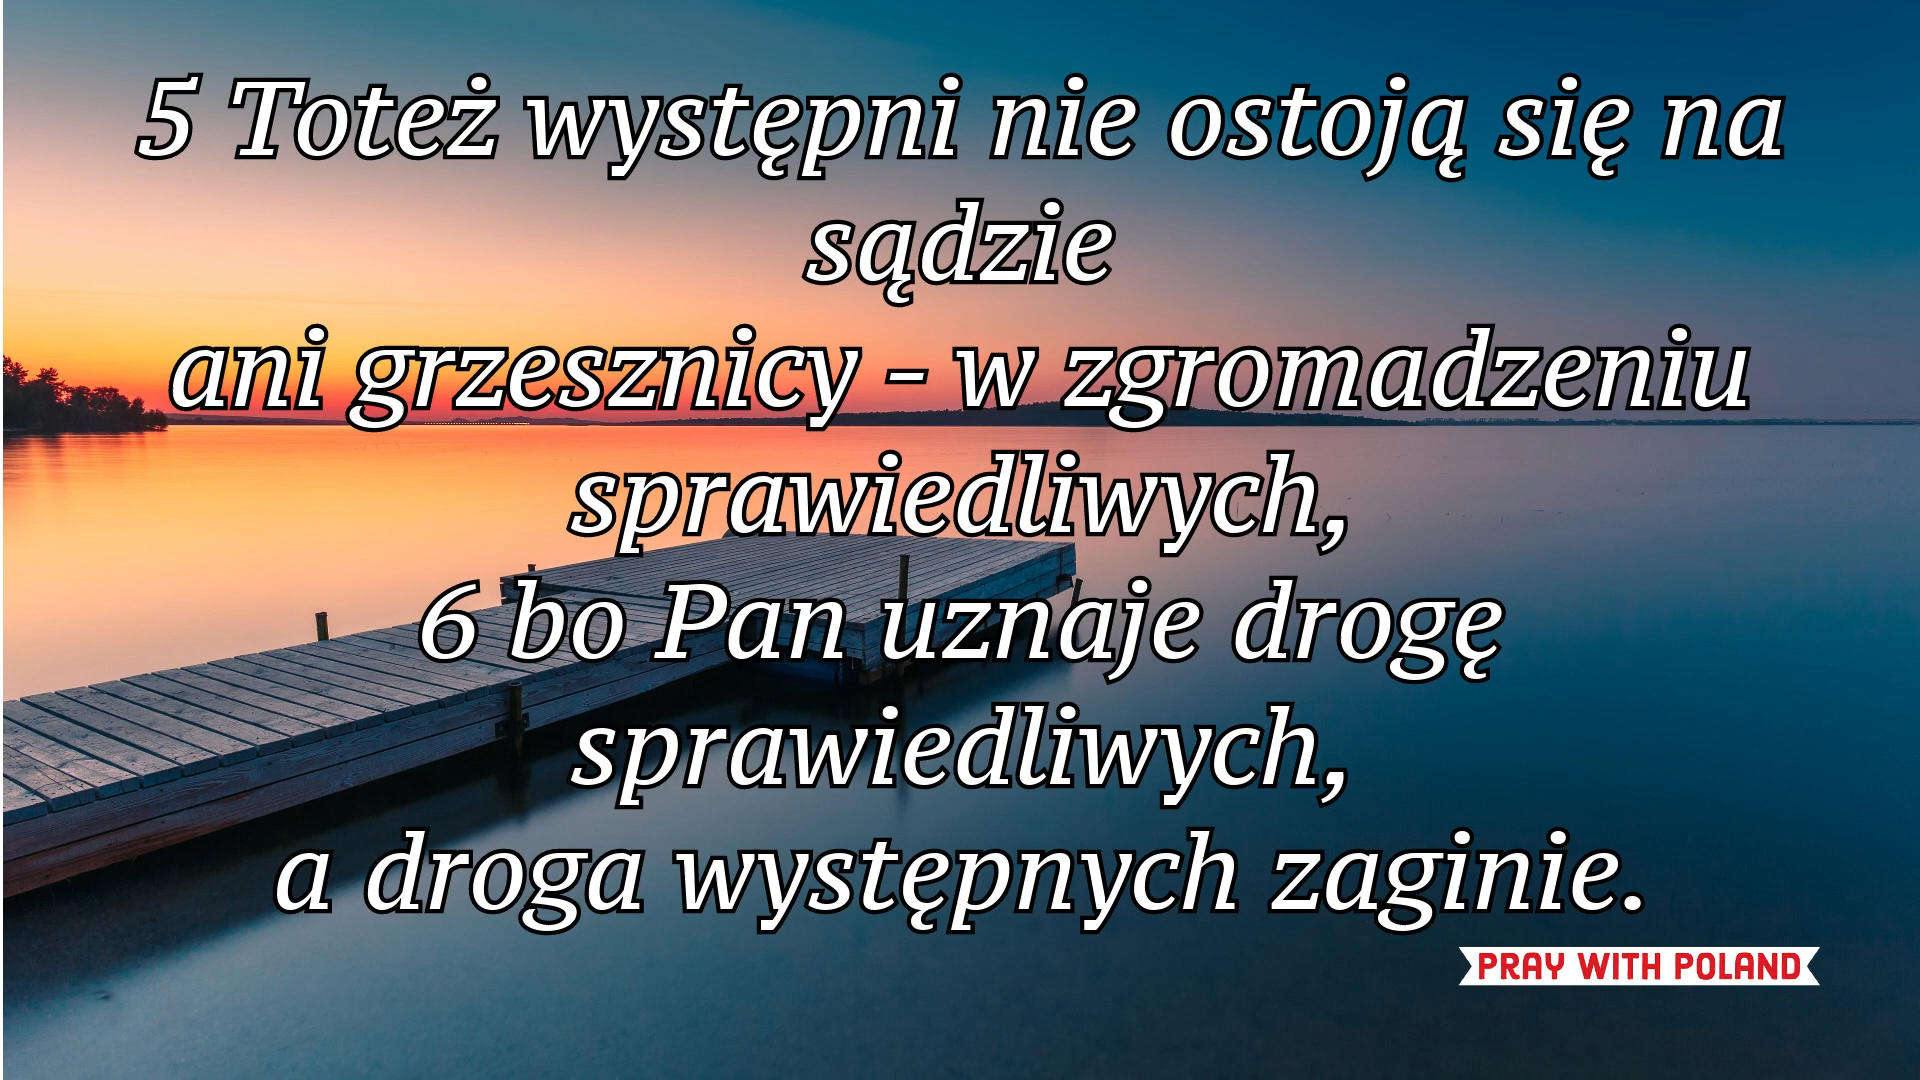 5 Toteż występni nie ostoją się na
sądzie
ani grzesznicy - w zgromadzeniu
sprawiedliwych,
6 bo Pan uznaje drogę
sprawiedliwych,
a droga występnych zaginie.
PRAY WITH POLAND